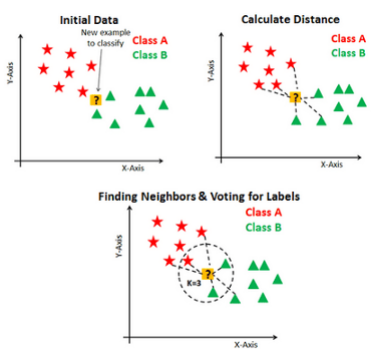 Initial Data
New example
to classify
Class A
Class B
?
Y-Axis
X-Axis
Calculate Distance
Class A
Class B
?
Y-Axis
X-Axis
Finding Neighbors & Voting for Labels
Class A
Class B
?
K=3
Y-Axis
X-Axis